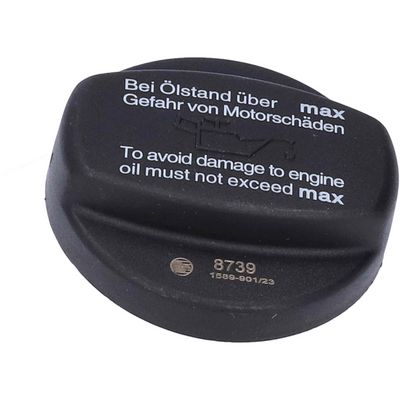 Bei Ölstand über max
Gefahr von Motorschäden
To avoid damage to engine
oil must not exceed max
8739
1589-901/23